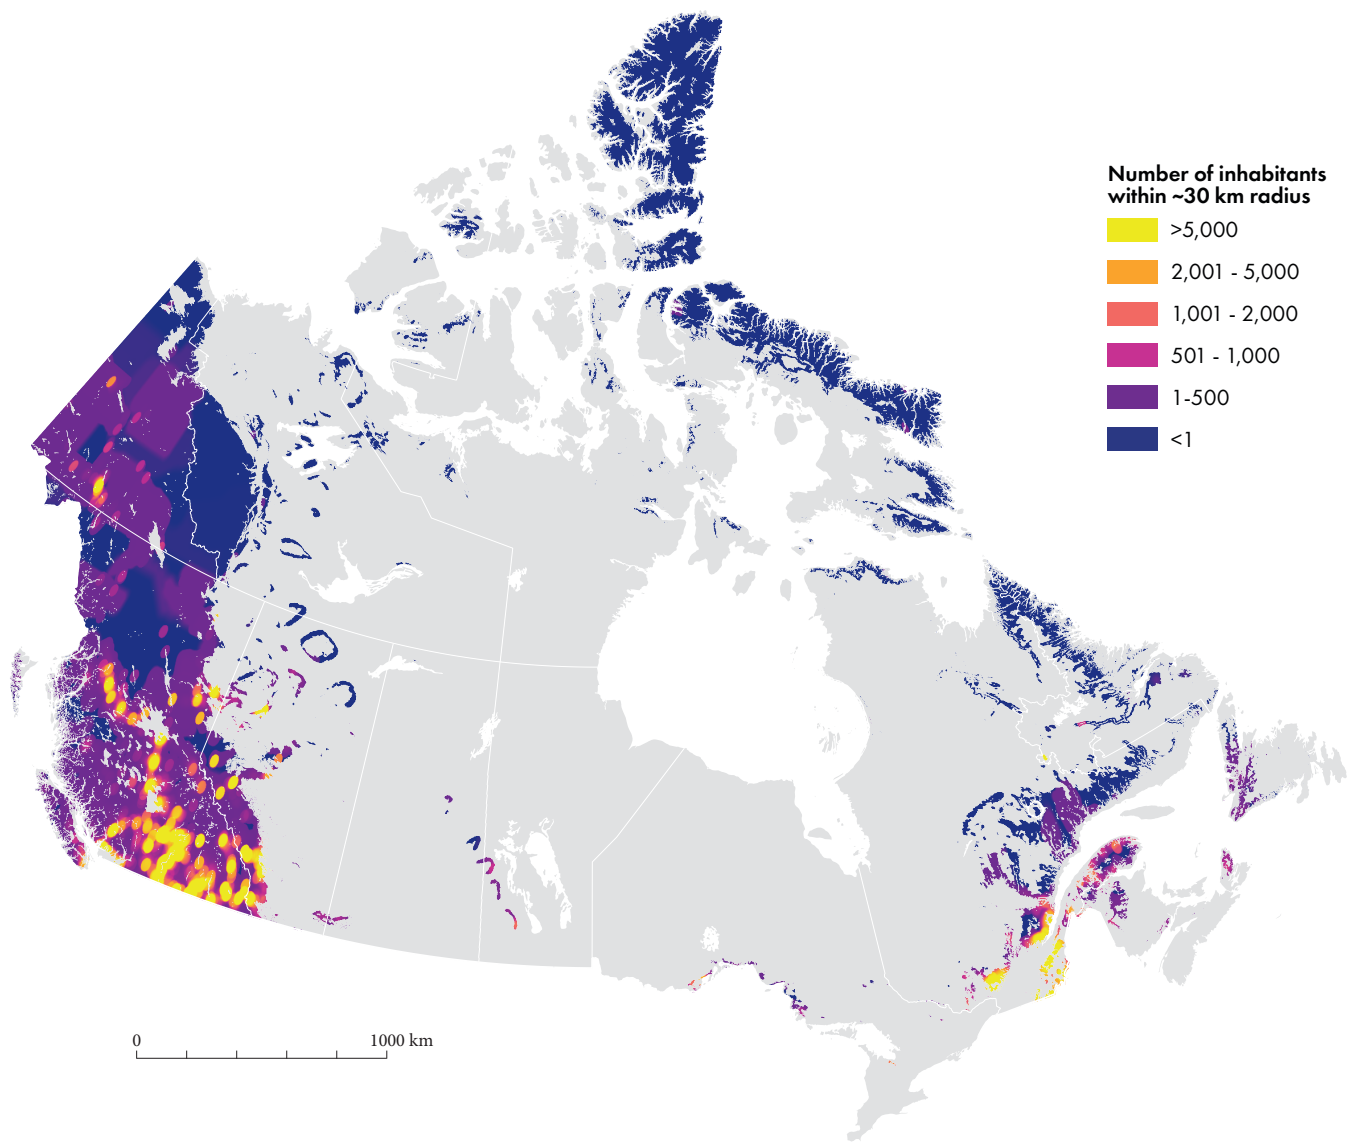 Number of inhabitants
within ~30 km radius
>5,000
2,001 - 5,000
1,001 - 2,000
501 - 1,000
1-500
<1
0 1000 km